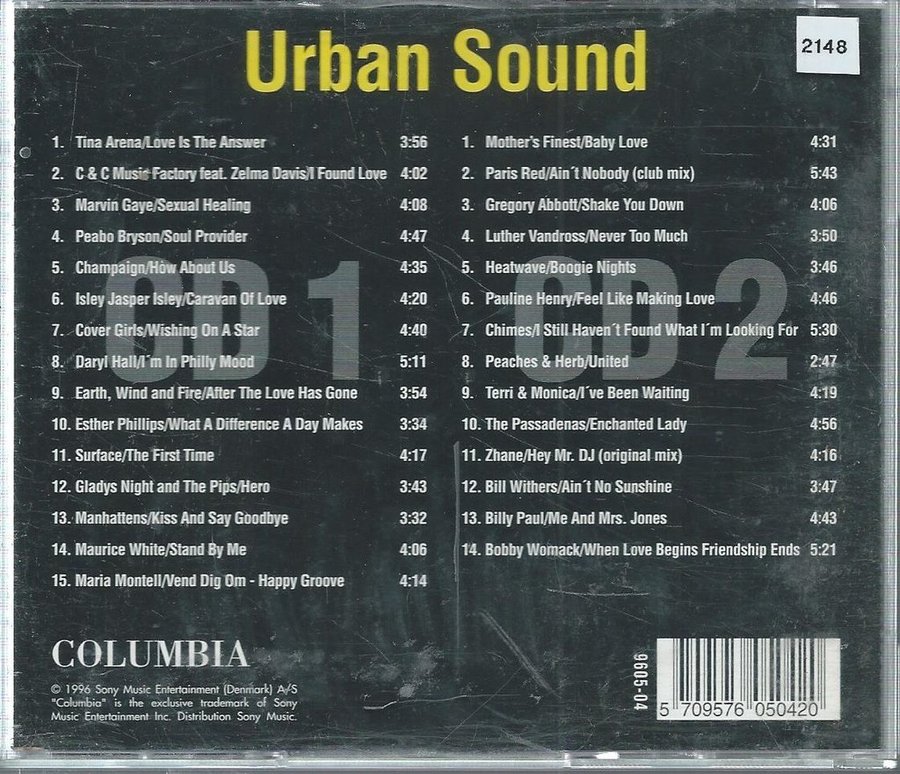 Urban Sound
2148
1. Tina Arena/Love Is The Answer 3:56
2. C & C Music Factory feat. Zelma Davis/I Found Love 4:02
3. Marvin Gaye/Sexual Healing 4:08
4. Peabo Bryson/Soul Provider 4:47
5. Champaign/How About Us 4:35
6. Isley Jasper Isley/Caravan Of Love 4:20
7. Cover Girls/Wishing On A Star 4:40
8. Daryl Hall/I´m In Philly Mood 5:11
9. Earth, Wind and Fire/After The Love Has Gone 3:54
10. Esther Phillips/What A Difference A Day Makes 3:34
11. Surface/The First Time 4:17
12. Gladys Night and The Pips/Hero 3:43
13. Manhattens/Kiss And Say Goodbye 3:32
14. Maurice White/Stand By Me 4:06
15. Maria Montell/Vend Dig Om - Happy Groove 4:14
CD 1
1. Mother's Finest/Baby Love 4:31
2. Paris Red/Ain´t Nobody (club mix) 5:43
3. Gregory Abbott/Shake You Down 4:06
4. Luther Vandross/Never Too Much 3:50
5. Heatwave/Boogie Nights 3:46
6. Pauline Henry/Feel Like Making Love 4:46
7. Chimes/I Still Haven´t Found What I´m Looking For 5:30
8. Peaches & Herb/United 2:47
9. Terri & Monica/I´ve Been Waiting 4:19
10. The Passadenas/Enchanted Lady 4:56
11. Zhane/Hey Mr. DJ (original mix) 4:16
12. Bill Withers/Ain´t No Sunshine 3:47
13. Billy Paul/Me And Mrs. Jones 4:43
14. Bobby Womack/When Love Begins Friendship Ends 5:21
CD 2
COLUMBIA
© 1996 Sony Music Entertainment (Denmark) A/S
"Columbia" is the exclusive trademark of Sony
Music Entertainment Inc. Distribution Sony Music.
9605-04
5 709576 050420